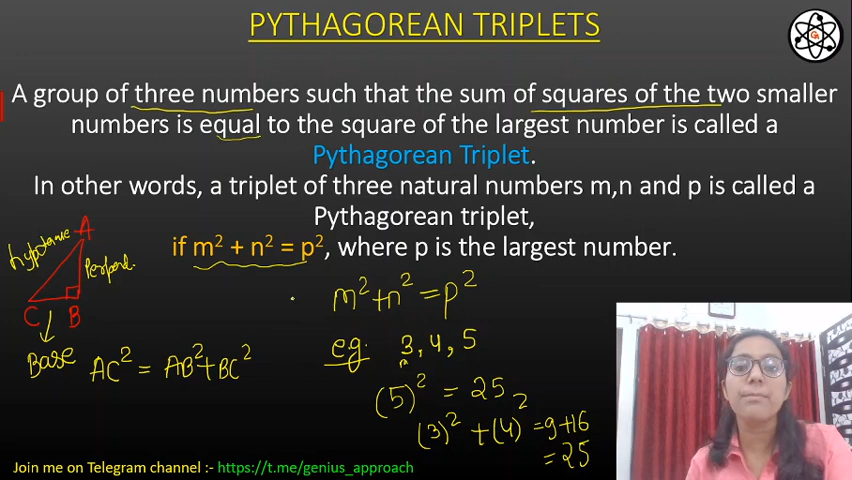 PYTHAGOREAN TRIPLETS
A group of three numbers such that the sum of squares of the two smaller
numbers is equal to the square of the largest number is called a
Pythagorean Triplet.
In other words, a triplet of three natural numbers m,n and p is called a
Pythagorean triplet,
if m² + n² = p², where p is the largest number.
A
Perpend.
C B
Base
AC² = AB² + BC²
m² + n² = p²
eg. 3, 4, 5
(5)² = 25
(3)² + (4)² = 9+16
= 25
Join me on Telegram channel :- https://t.me/genius_approach